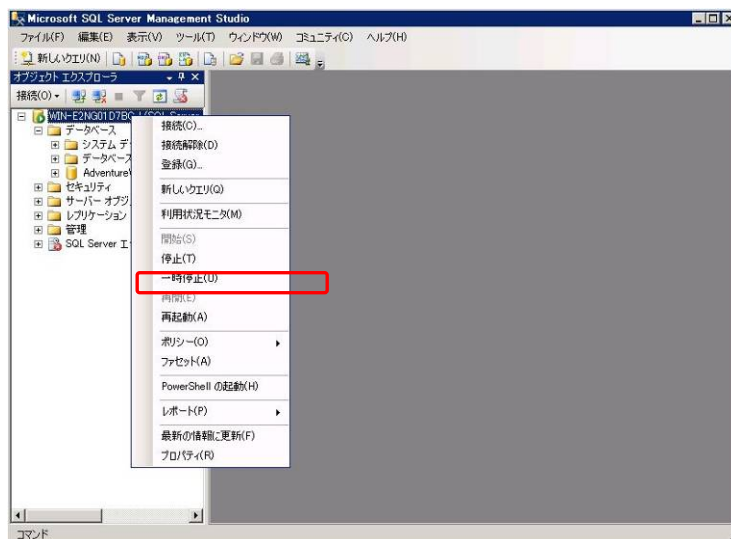 Microsoft SQL Server Management Studio
ファイル(F) 編集(E) 表示(V) ツール(T) ウィンドウ(W) コミュニティ(C) ヘルプ(H)
新しいクエリ(N)
オブジェクト エクスプローラ
接続(O)
WIN-E2NG01D7BC
データベース
システム デ
データベース
Adventure
セキュリティ
サーバー オブジ
レプリケーション
管理
SQL Server エ
接続(C)...
接続解除(D)
登録(G)...
新しいクエリ(Q)
利用状況モニタ(M)
開始(S)
停止(T)
一時停止(U)
再開(E)
再起動(A)
ポリシー(O)
ファセット(A)
PowerShell の起動(H)
レポート(P)
最新の情報に更新(F)
プロパティ(R)
コマンド